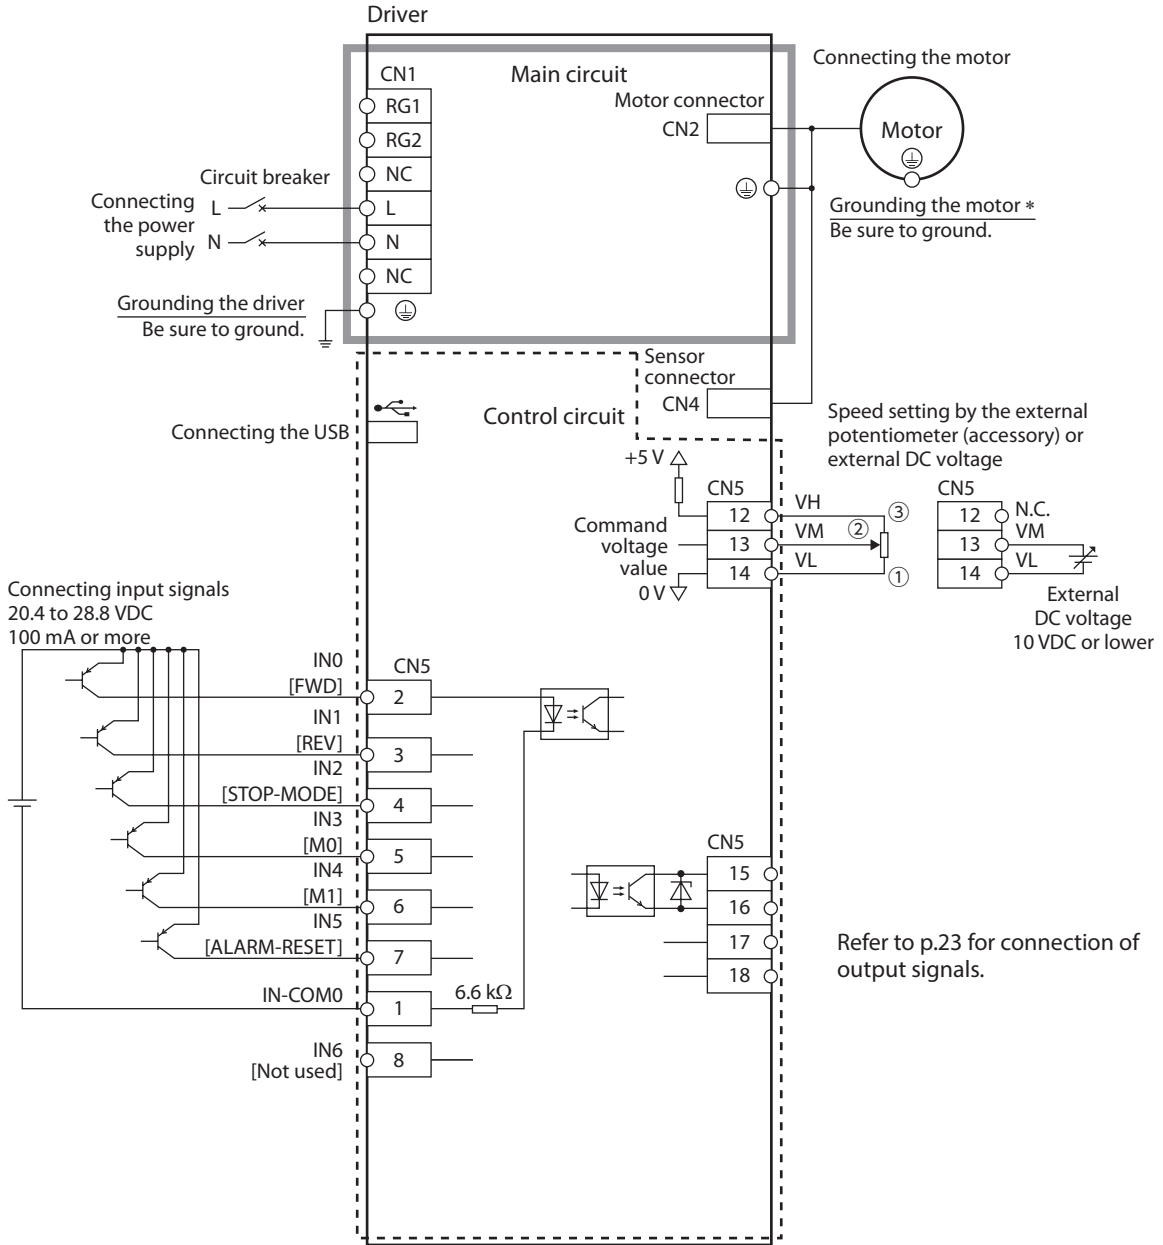 Driver
CN1
Main circuit
Connecting the motor
Motor connector
CN2
Motor
RG1
RG2
NC
Circuit breaker
Connecting
the power
supply
L
L
N
N
NC
Grounding the motor *
Be sure to ground.
Grounding the driver
Be sure to ground.
Sensor
connector
CN4
Control circuit
Connecting the USB
Speed setting by the external
potentiometer (accessory) or
external DC voltage
+5 V
CN5
12
13
14
VH
VM
VL
③
②
①
Command
voltage
value
0 V
CN5
12
13
14
N.C.
VM
VL
External
DC voltage
10 VDC or lower
Connecting input signals
20.4 to 28.8 VDC
100 mA or more
CN5
IN0
[FWD]
2
IN1
[REV]
3
IN2
[STOP-MODE]
4
IN3
[M0]
5
IN4
[M1]
6
IN5
[ALARM-RESET]
7
IN-COM0
1
6.6 kΩ
IN6
[Not used]
8
CN5
15
16
17
18
Refer to p.23 for connection of
output signals.